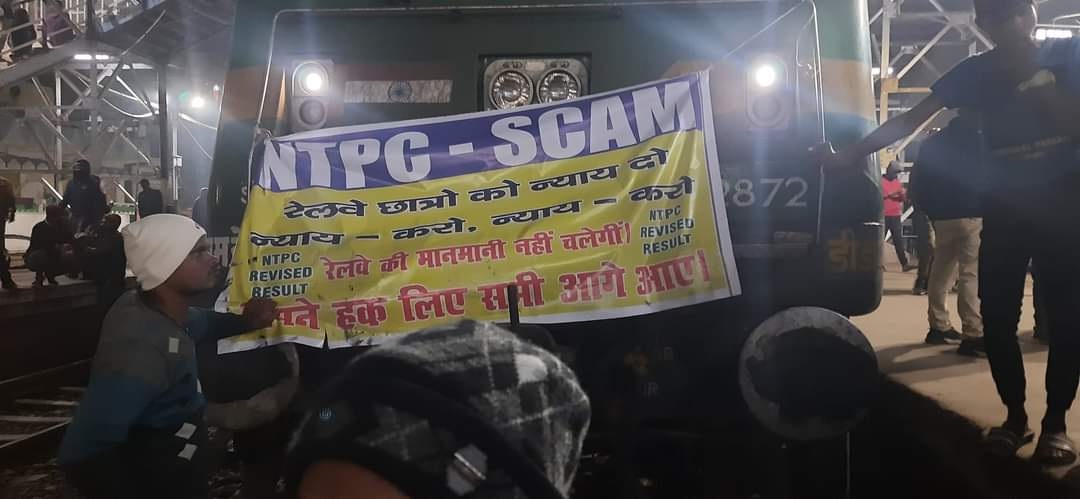 NTPC - SCAM
रेलवे छात्रो को न्याय दो
न्याय - करो, न्याय - करो
NTPC
REVISED
RESULT
रेलवे की मानमानी नहीं चलेगीं।
NTPC
REVISED
RESULT
हक लिए सभी आगे आए।
2872